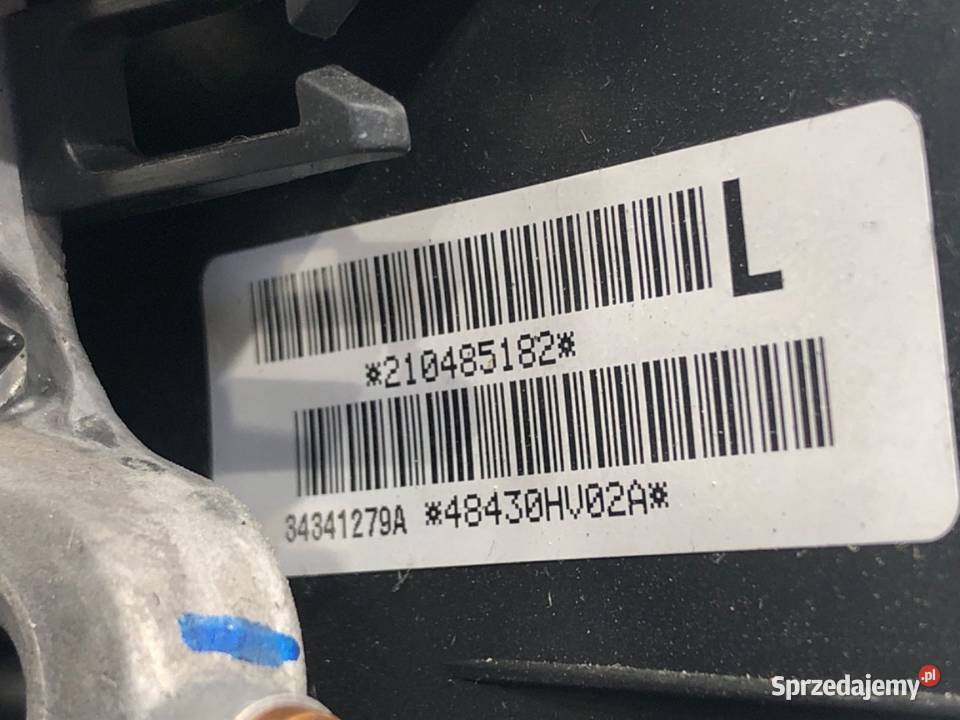 L
*210485182*
34341279A *48430HV02A*
Sprzedajemy.pl